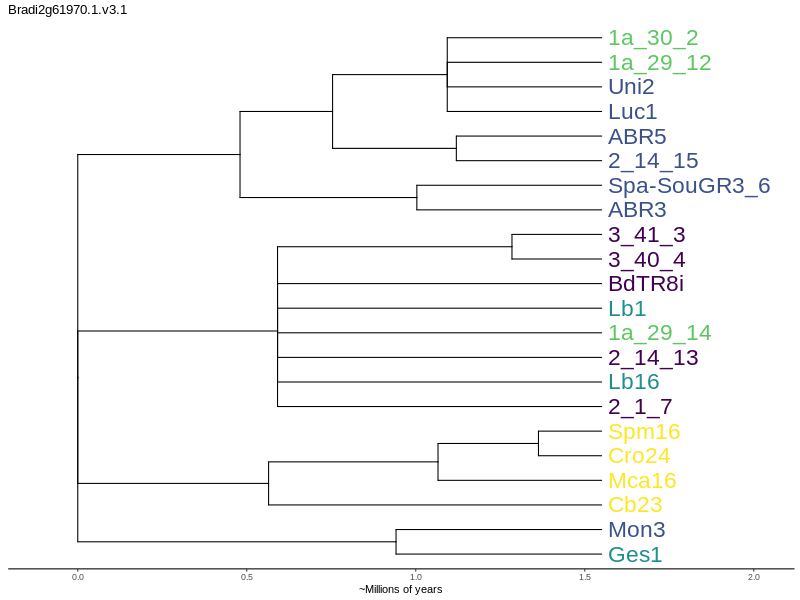 Bradi2g61970.1.v3.1
1a_30_2
1a_29_12
Uni2
Luc1
ABR5
2_14_15
Spa-SouGR3_6
ABR3
3_41_3
3_40_4
BdTR8i
Lb1
1a_29_14
2_14_13
Lb16
2_1_7
Spm16
Cro24
Mca16
Cb23
Mon3
Ges1
0.0 0.5 1.0 1.5 2.0
~Millions of years